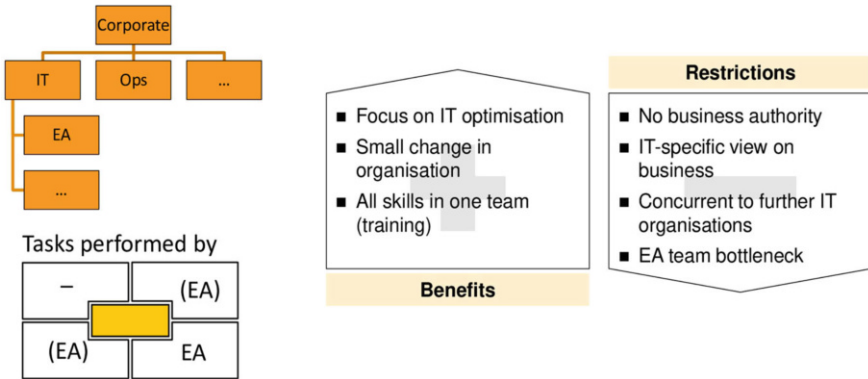 Corporate
IT
Ops
...
EA
...
Tasks performed by
–
(EA)
(EA)
EA
■ Focus on IT optimisation
■ Small change in
organisation
■ All skills in one team
(training)
Benefits
Restrictions
■ No business authority
■ IT-specific view on
business
■ Concurrent to further IT
organisations
■ EA team bottleneck